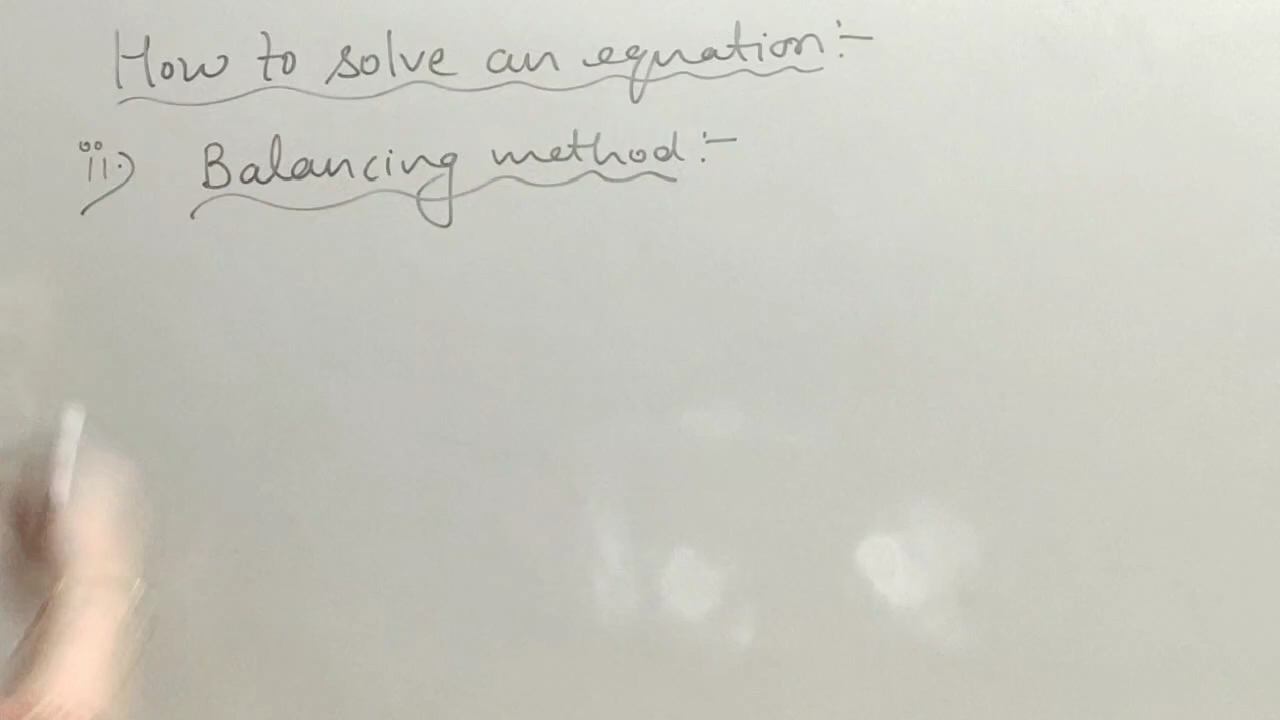 How to solve an equation:-
ii.) Balancing method:-